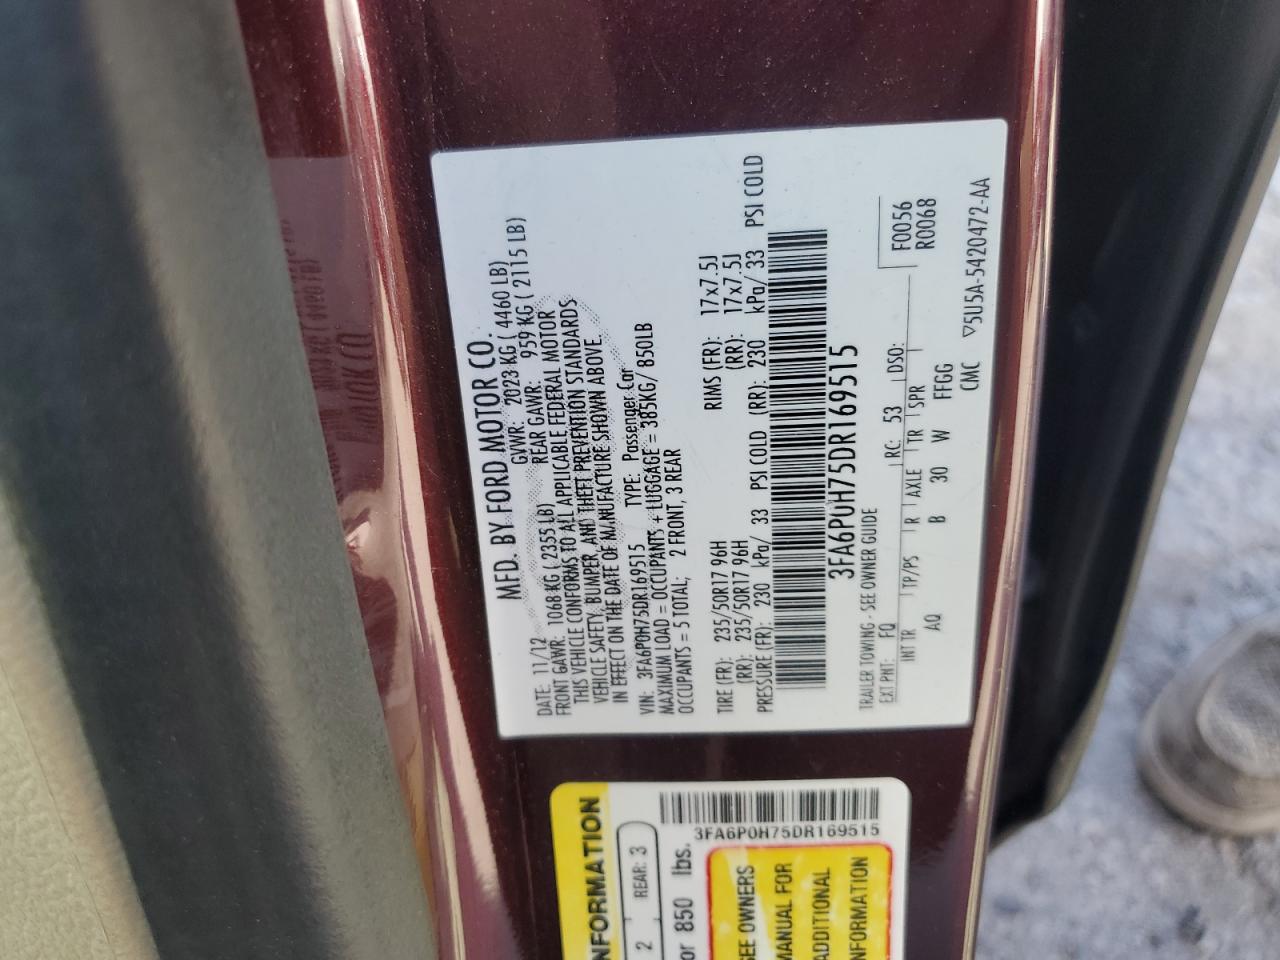 MFD. BY FORD MOTOR CO.
DATE: 11/12 GVWR: 2023 KG ( 4460 LB)
FRONT GAWR: 1068 KG ( 2355 LB) REAR GAWR: 959 KG ( 2115 LB)
THIS VEHICLE CONFORMS TO ALL APPLICABLE FEDERAL MOTOR
VEHICLE SAFETY, BUMPER, AND THEFT PREVENTION STANDARDS
IN EFFECT ON THE DATE OF MANUFACTURE SHOWN ABOVE
VIN: 3FA6P0H75DR169515 TYPE: Passenger Car
MAXIMUM LOAD = OCCUPANTS + LUGGAGE = 385KG / 850LB
OCCUPANTS = 5 TOTAL; 2 FRONT, 3 REAR
TIRE (FR): 235/50R17 96H RIMS (FR): 17x7.5J
(RR): 235/50R17 96H (RR): 17x7.5J
PRESSURE (FR): 230 kPa/ 33 PSI COLD (RR): 230 kPa/ 33 PSI COLD
3FA6P0H75DR169515
TRAILER TOWING - SEE OWNER GUIDE
F0056
R0068
EXT PNT: FQ RC: 53 DSO:
INT TR TP/PS R AXLE TR SPR
AQ B 30 W FFGG
CMC ▽5U5A-5420472-AA
NFORMATION
2 REAR: 3
or 850 lbs.
3FA6P0H75DR169515
SEE OWNERS
MANUAL FOR
ADDITIONAL
NFORMATION